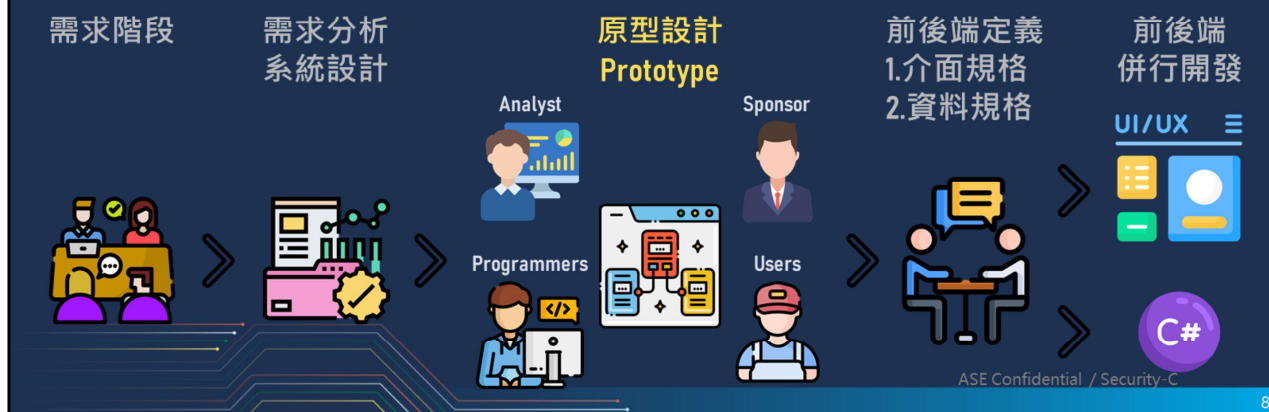 需求階段
需求分析
系統設計
原型設計
Prototype
Analyst
Sponsor
Programmers
Users
前後端定義
1.介面規格
2.資料規格
前後端
併行開發
UI/UX
C#
ASE Confidential / Security-C
8